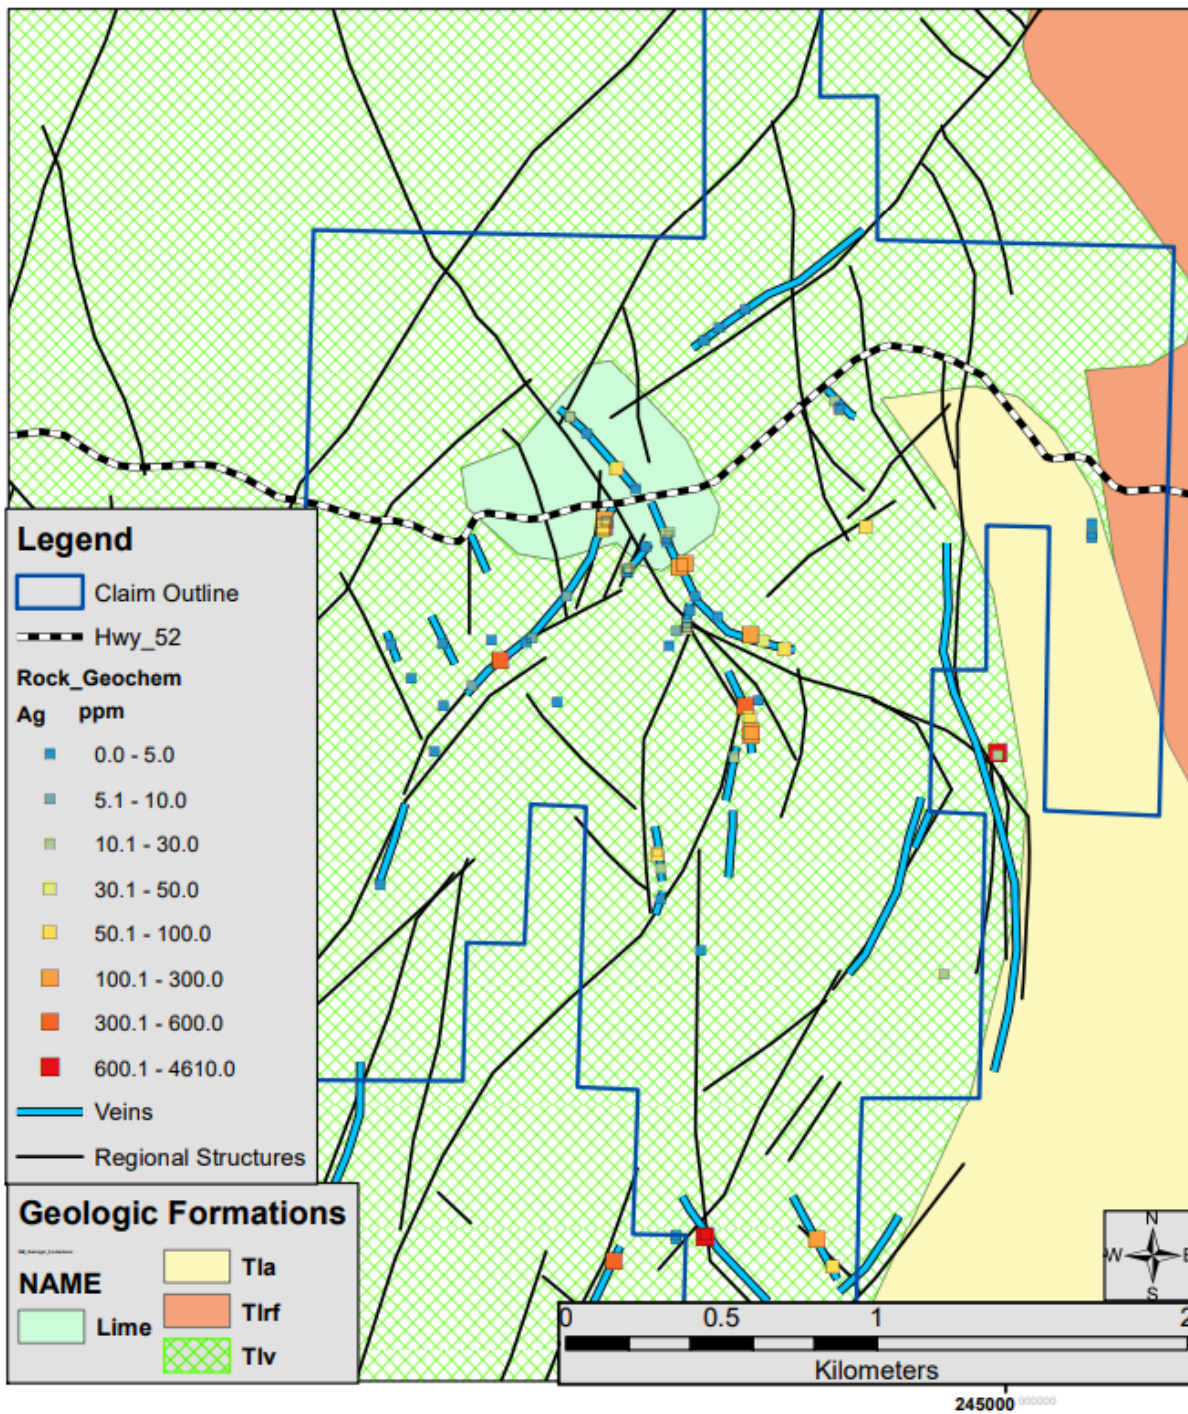 Legend
Claim Outline
Hwy_52
Rock_Geochem
Ag ppm
0.0 - 5.0
5.1 - 10.0
10.1 - 30.0
30.1 - 50.0
50.1 - 100.0
100.1 - 300.0
300.1 - 600.0
600.1 - 4610.0
Veins
Regional Structures
Geologic Formations
NAME
Lime
Tla
Tlrf
Tlv
N
W E
S
0 0.5 1 2
Kilometers
245000.000000